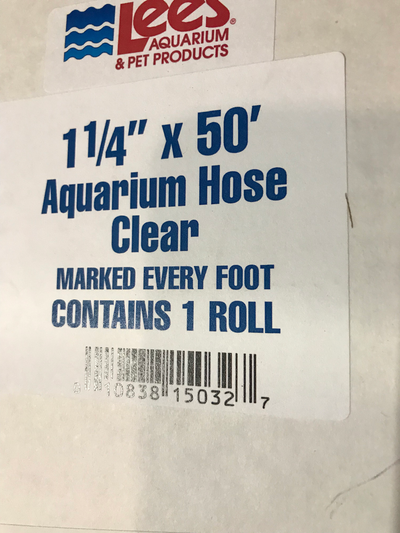 Lees®
AQUARIUM
& PET PRODUCTS
1 1/4" x 50'
Aquarium Hose
Clear
MARKED EVERY FOOT
CONTAINS 1 ROLL
10838 15032 7